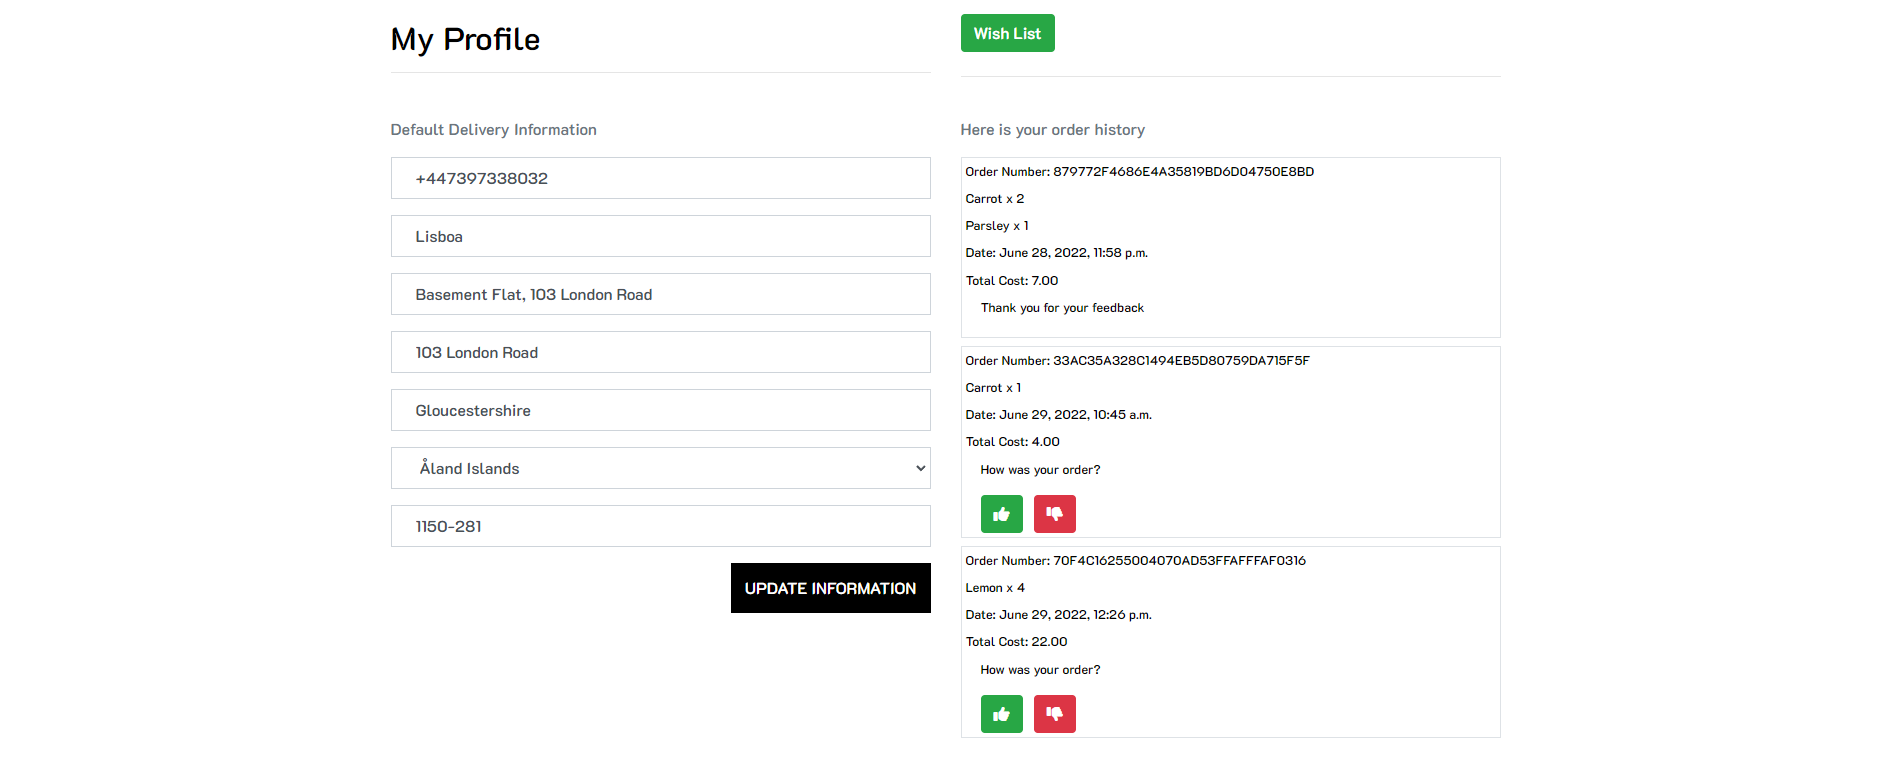 My Profile
Default Delivery Information
+447397338032
Lisboa
Basement Flat, 103 London Road
103 London Road
Gloucestershire
Åland Islands
1150-281
UPDATE INFORMATION
Wish List
Here is your order history
Order Number: 879772F4686E4A35819BD6D04750E8BD
Carrot x 2
Parsley x 1
Date: June 28, 2022, 11:58 p.m.
Total Cost: 7.00
Thank you for your feedback
Order Number: 33AC35A328C1494EB5D80759DA715F5F
Carrot x 1
Date: June 29, 2022, 10:45 a.m.
Total Cost: 4.00
How was your order?
Order Number: 70F4C16255004070AD53FFAFFFAF0316
Lemon x 4
Date: June 29, 2022, 12:26 p.m.
Total Cost: 22.00
How was your order?